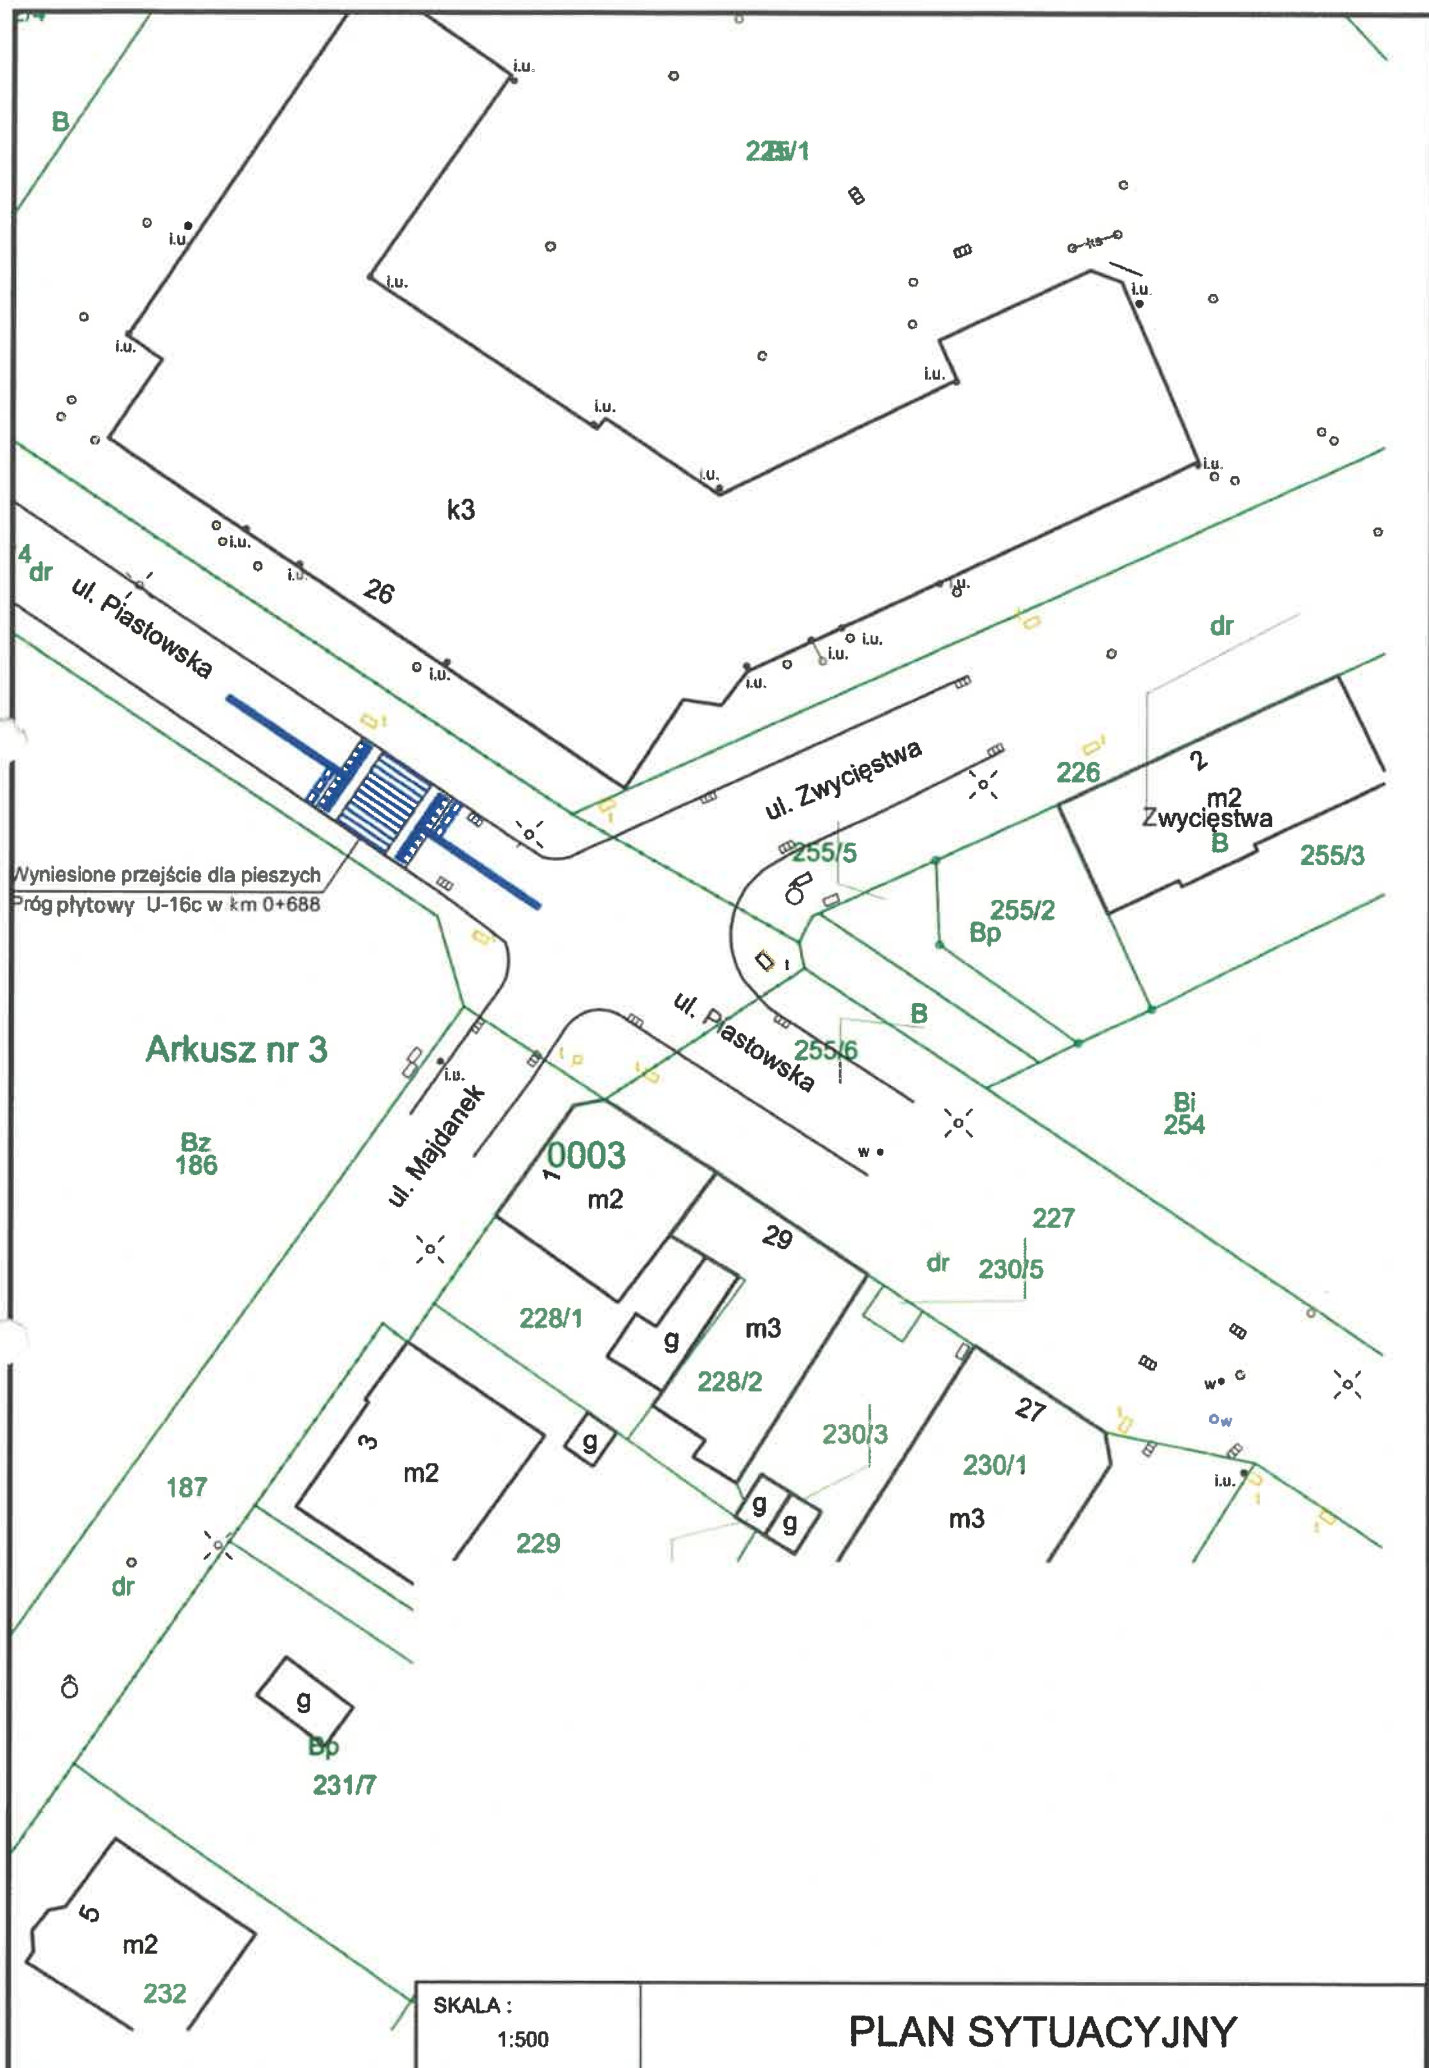 2/4
i.u.
B
/1
i.u.
ks
i.u.
i.u.
i.u.
i.u.
i.u.
i.u.
i.u.
k3
i.u.
4
dr
i.u.
i.u.
26
ul. Piastowska
i.u.
i.u.
i.u.
i.u.
dr
i.u.
t
ul. Zwycięstwa
t
226
2
m2
Zwycięstwa
B
255/3
t
255/5
255/2
Bp
Wyniesione przejście dla pieszych
Próg płytowy U-16c w km 0+688
t
ul. Piastowska
B
255/6
Arkusz nr 3
i.u.
ul. Majdanek
Bi
254
Bz
186
0003
1
m2
w
227
29
dr
230/5
228/1
g
m3
228/2
w
w
27
3
m2
g
230/3
230/1
m3
i.u.
187
g
g
229
dr
g
Bp
231/7
5
m2
232
SKALA :
1:500
PLAN SYTUACYJNY